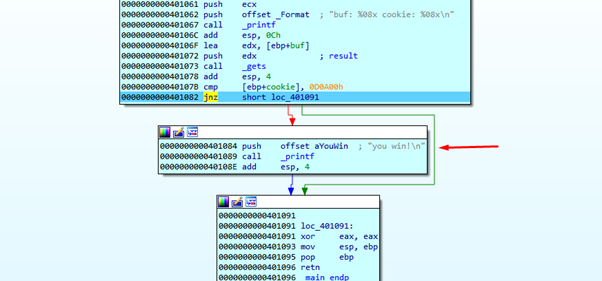 0000000000401061 push    ecx
0000000000401062 push    offset _Format  ; "buf: %08x cookie: %08x\n"
0000000000401067 call    _printf
000000000040106C add     esp, 0Ch
000000000040106F lea     edx, [ebp+buf]
0000000000401072 push    edx             ; result
0000000000401073 call    _gets
0000000000401078 add     esp, 4
000000000040107B cmp     [ebp+cookie], 0D0A00h
0000000000401082 jnz     short loc_401091
0000000000401084 push    offset aYouWin  ; "you win!\n"
0000000000401089 call    _printf
000000000040108E add     esp, 4
0000000000401091
0000000000401091 loc_401091:
0000000000401091 xor     eax, eax
0000000000401093 mov     esp, ebp
0000000000401095 pop     ebp
0000000000401096 retn
0000000000401096 _main endp